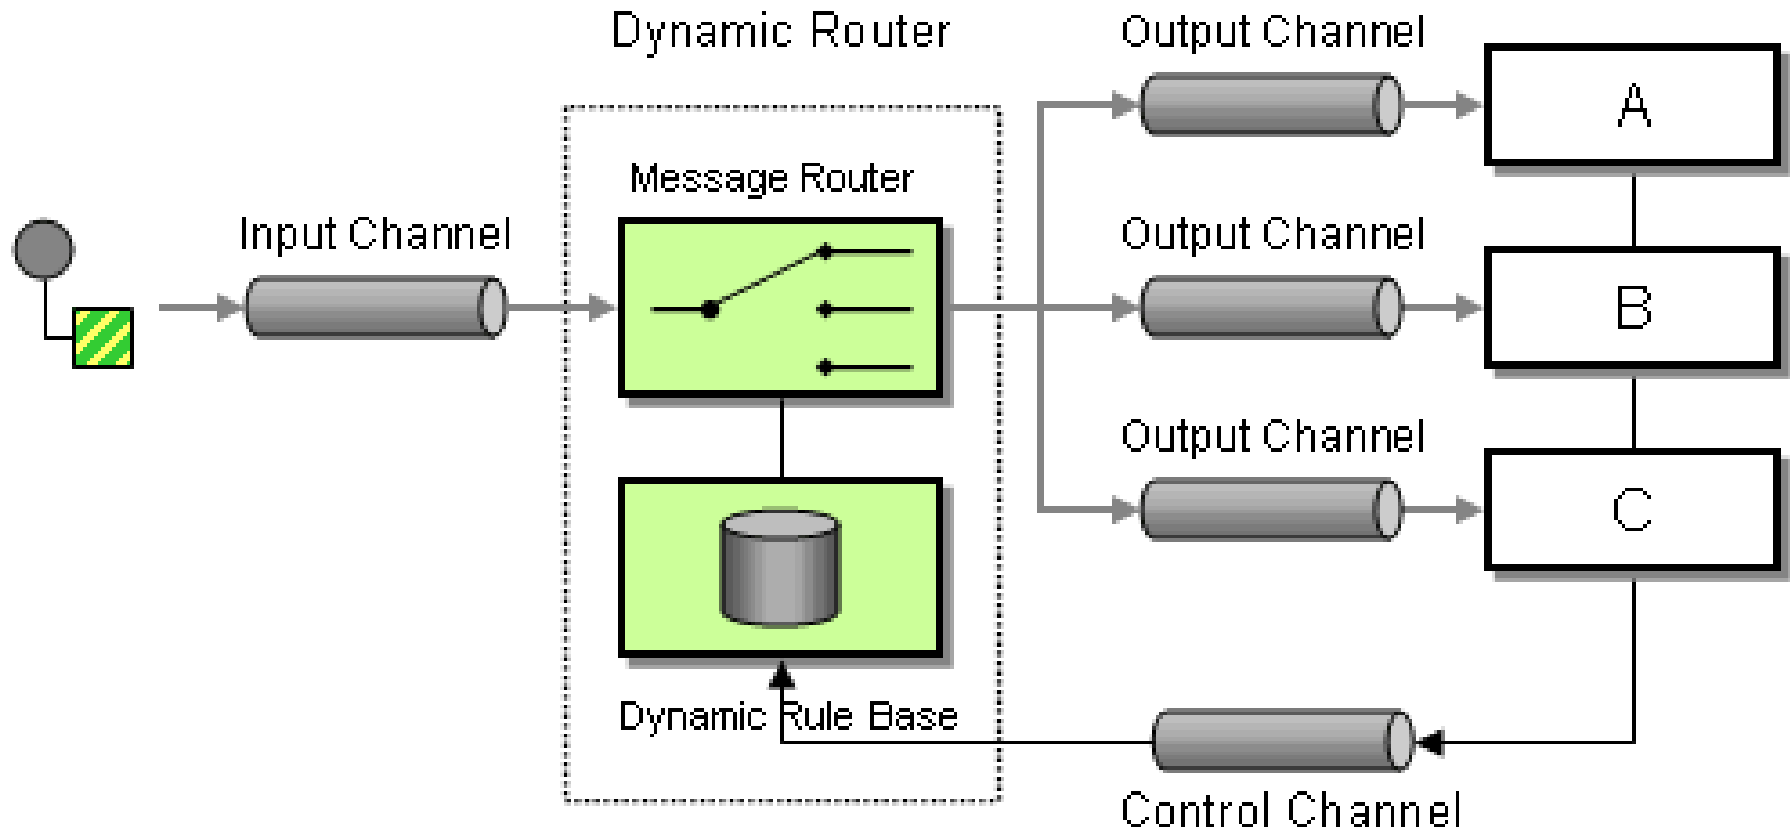 Dynamic Router
Output Channel
A
Message Router
Input Channel
Output Channel
B
Output Channel
C
Dynamic Rule Base
Control Channel